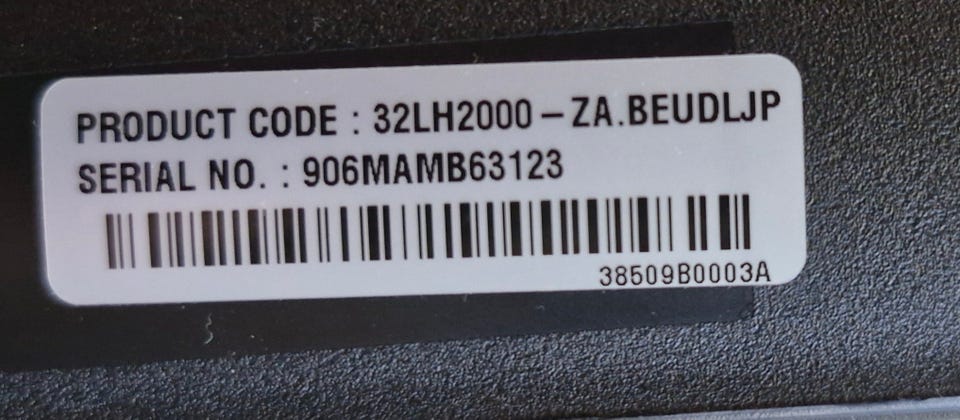 PRODUCT CODE : 32LH2000-ZA.BEUDLJP
SERIAL NO. : 906MAMB63123
38509B0003A